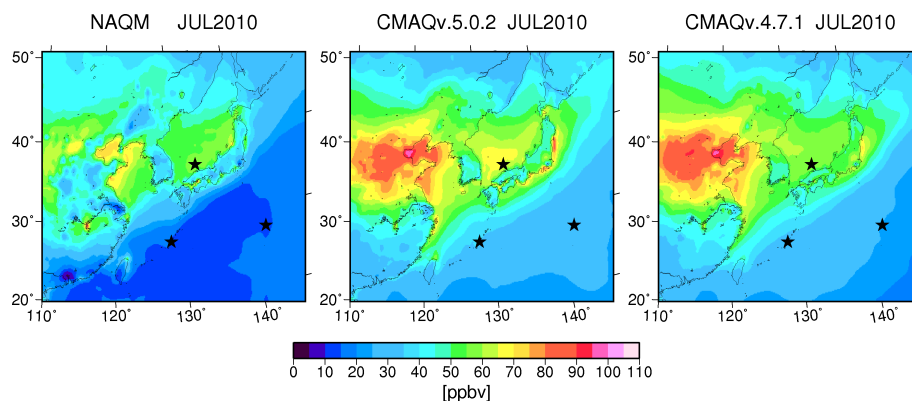 NAQM JUL2010 CMAQv.5.0.2 JUL2010 CMAQv.4.7.1 JUL2010
50° 50° 50°
40° 40° 40°
30° 30° 30°
20° 20° 20°
110° 120° 130° 140° 110° 120° 130° 140° 110° 120° 130° 140°
0 10 20 30 40 50 60 70 80 90 100 110
[ppbv]